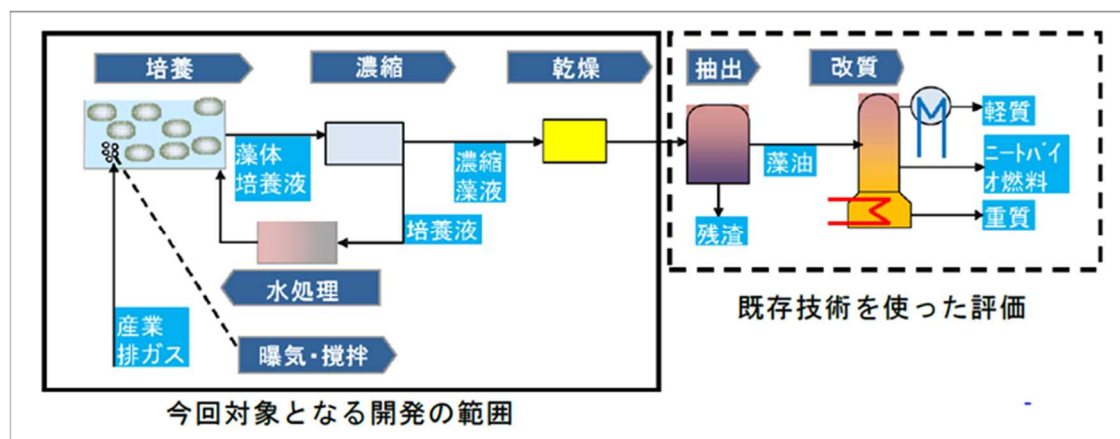 培養
濃縮
乾燥
抽出
改質
藻体
培養液
濃縮
藻液
培養液
水処理
産業
排ガス
曝気・撹拌
藻油
残渣
軽質
ニートバイ
オ燃料
重質
既存技術を使った評価
今回対象となる開発の範囲